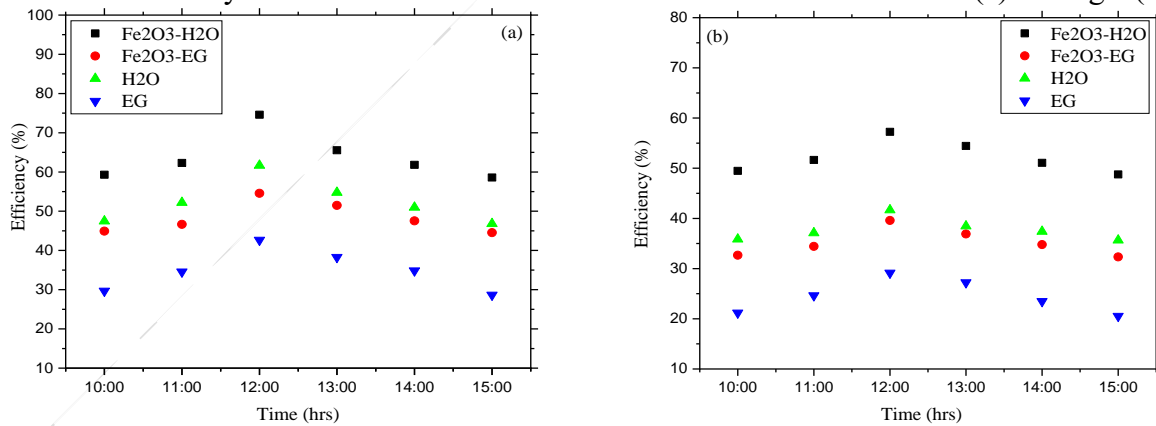 (a)
Fe2O3-H2O
Fe2O3-EG
H2O
EG
100
90
80
70
60
50
40
30
20
10
Efficiency (%)
10:00 11:00 12:00 13:00 14:00 15:00
Time (hrs)
(b)
Fe2O3-H2O
Fe2O3-EG
H2O
EG
80
70
60
50
40
30
20
10
Efficiency(%)
10:00 11:00 12:00 13:00 14:00 15:00
Time (hrs)